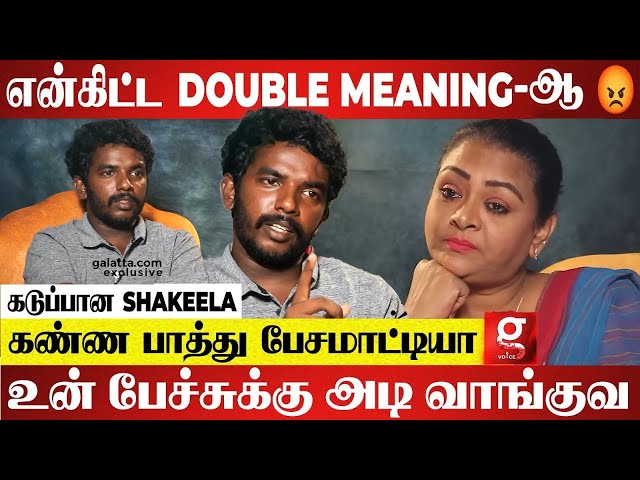 என்கிட்ட DOUBLE MEANING-ஆ
galatta.com
exclusive
கடுப்பான SHAKEELA
கண்ண பாத்து பேசமாட்டியா
g
VOICE
உன் பேச்சுக்கு அடி வாங்குவ